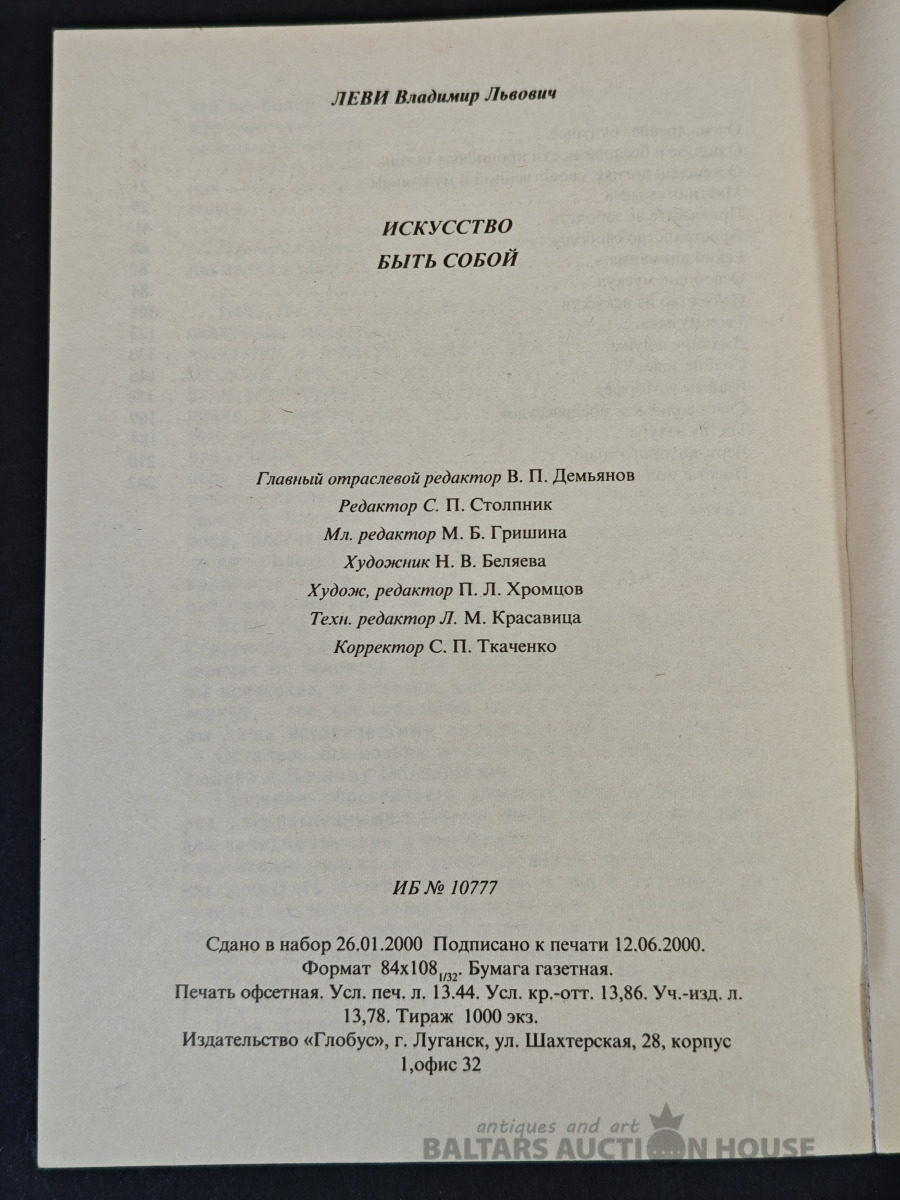 ЛЕВИ Владимир Львович
ИСКУССТВО
БЫТЬ СОБОЙ
Главный отраслевой редактор В. П. Демьянов
Редактор С. П. Столпник
Мл. редактор М. Б. Гришина
Художник Н. В. Беляева
Худож, редактор П. Л. Хромцов
Техн. редактор Л. М. Красавица
Корректор С. П. Ткаченко
ИБ № 10777
Сдано в набор 26.01.2000 Подписано к печати 12.06.2000.
Формат 84х108 1/32. Бумага газетная.
Печать офсетная. Усл. печ. л. 13.44. Усл. кр.-отт. 13,86. Уч.-изд. л.
13,78. Тираж 1000 экз.
Издательство «Глобус», г. Луганск, ул. Шахтерская, 28, корпус
1,офис 32
antiques and art
BALTARS AUCTION HOUSE